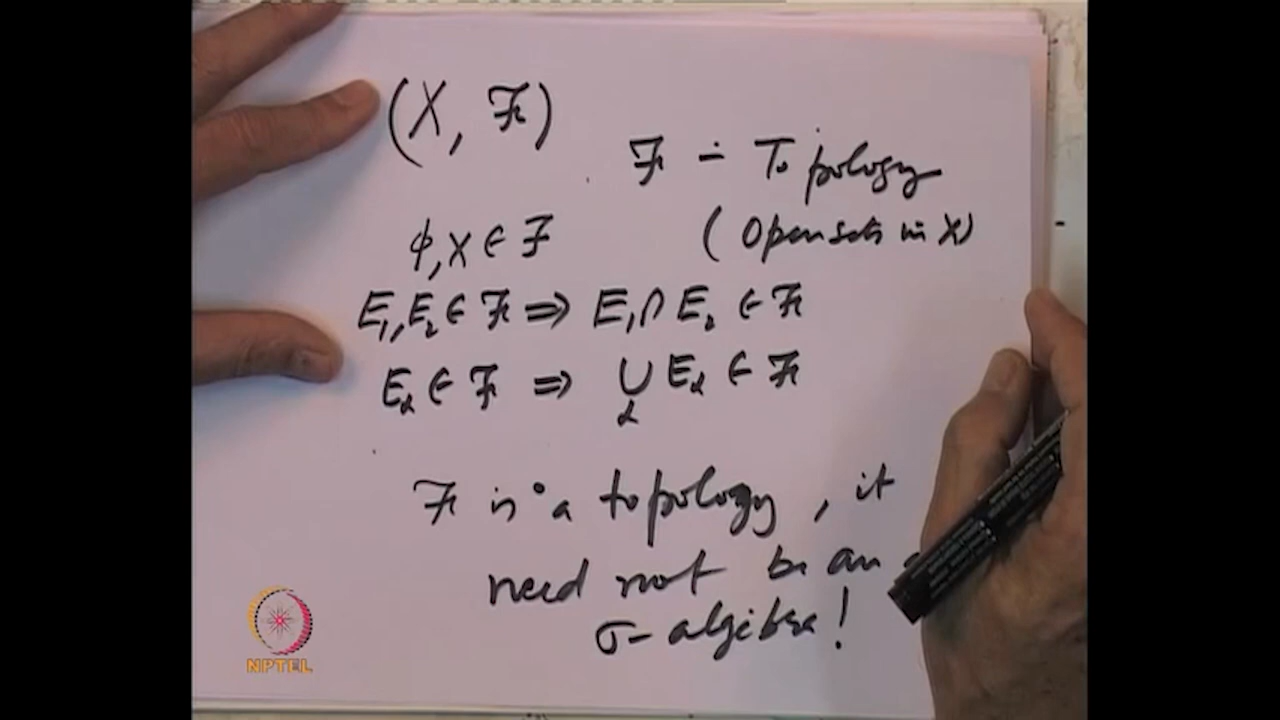 (X, ℱ)
ℱ – Topology
(Open sets in X)
ϕ, X ∈ ℱ
E₁, E₂ ∈ ℱ ⇒ E₁ ∩ E₂ ∈ ℱ
E_α ∈ ℱ ⇒ ⋃_α E_α ∈ ℱ
ℱ is a topology, it
need not be an
σ-algebra!
NPTEL